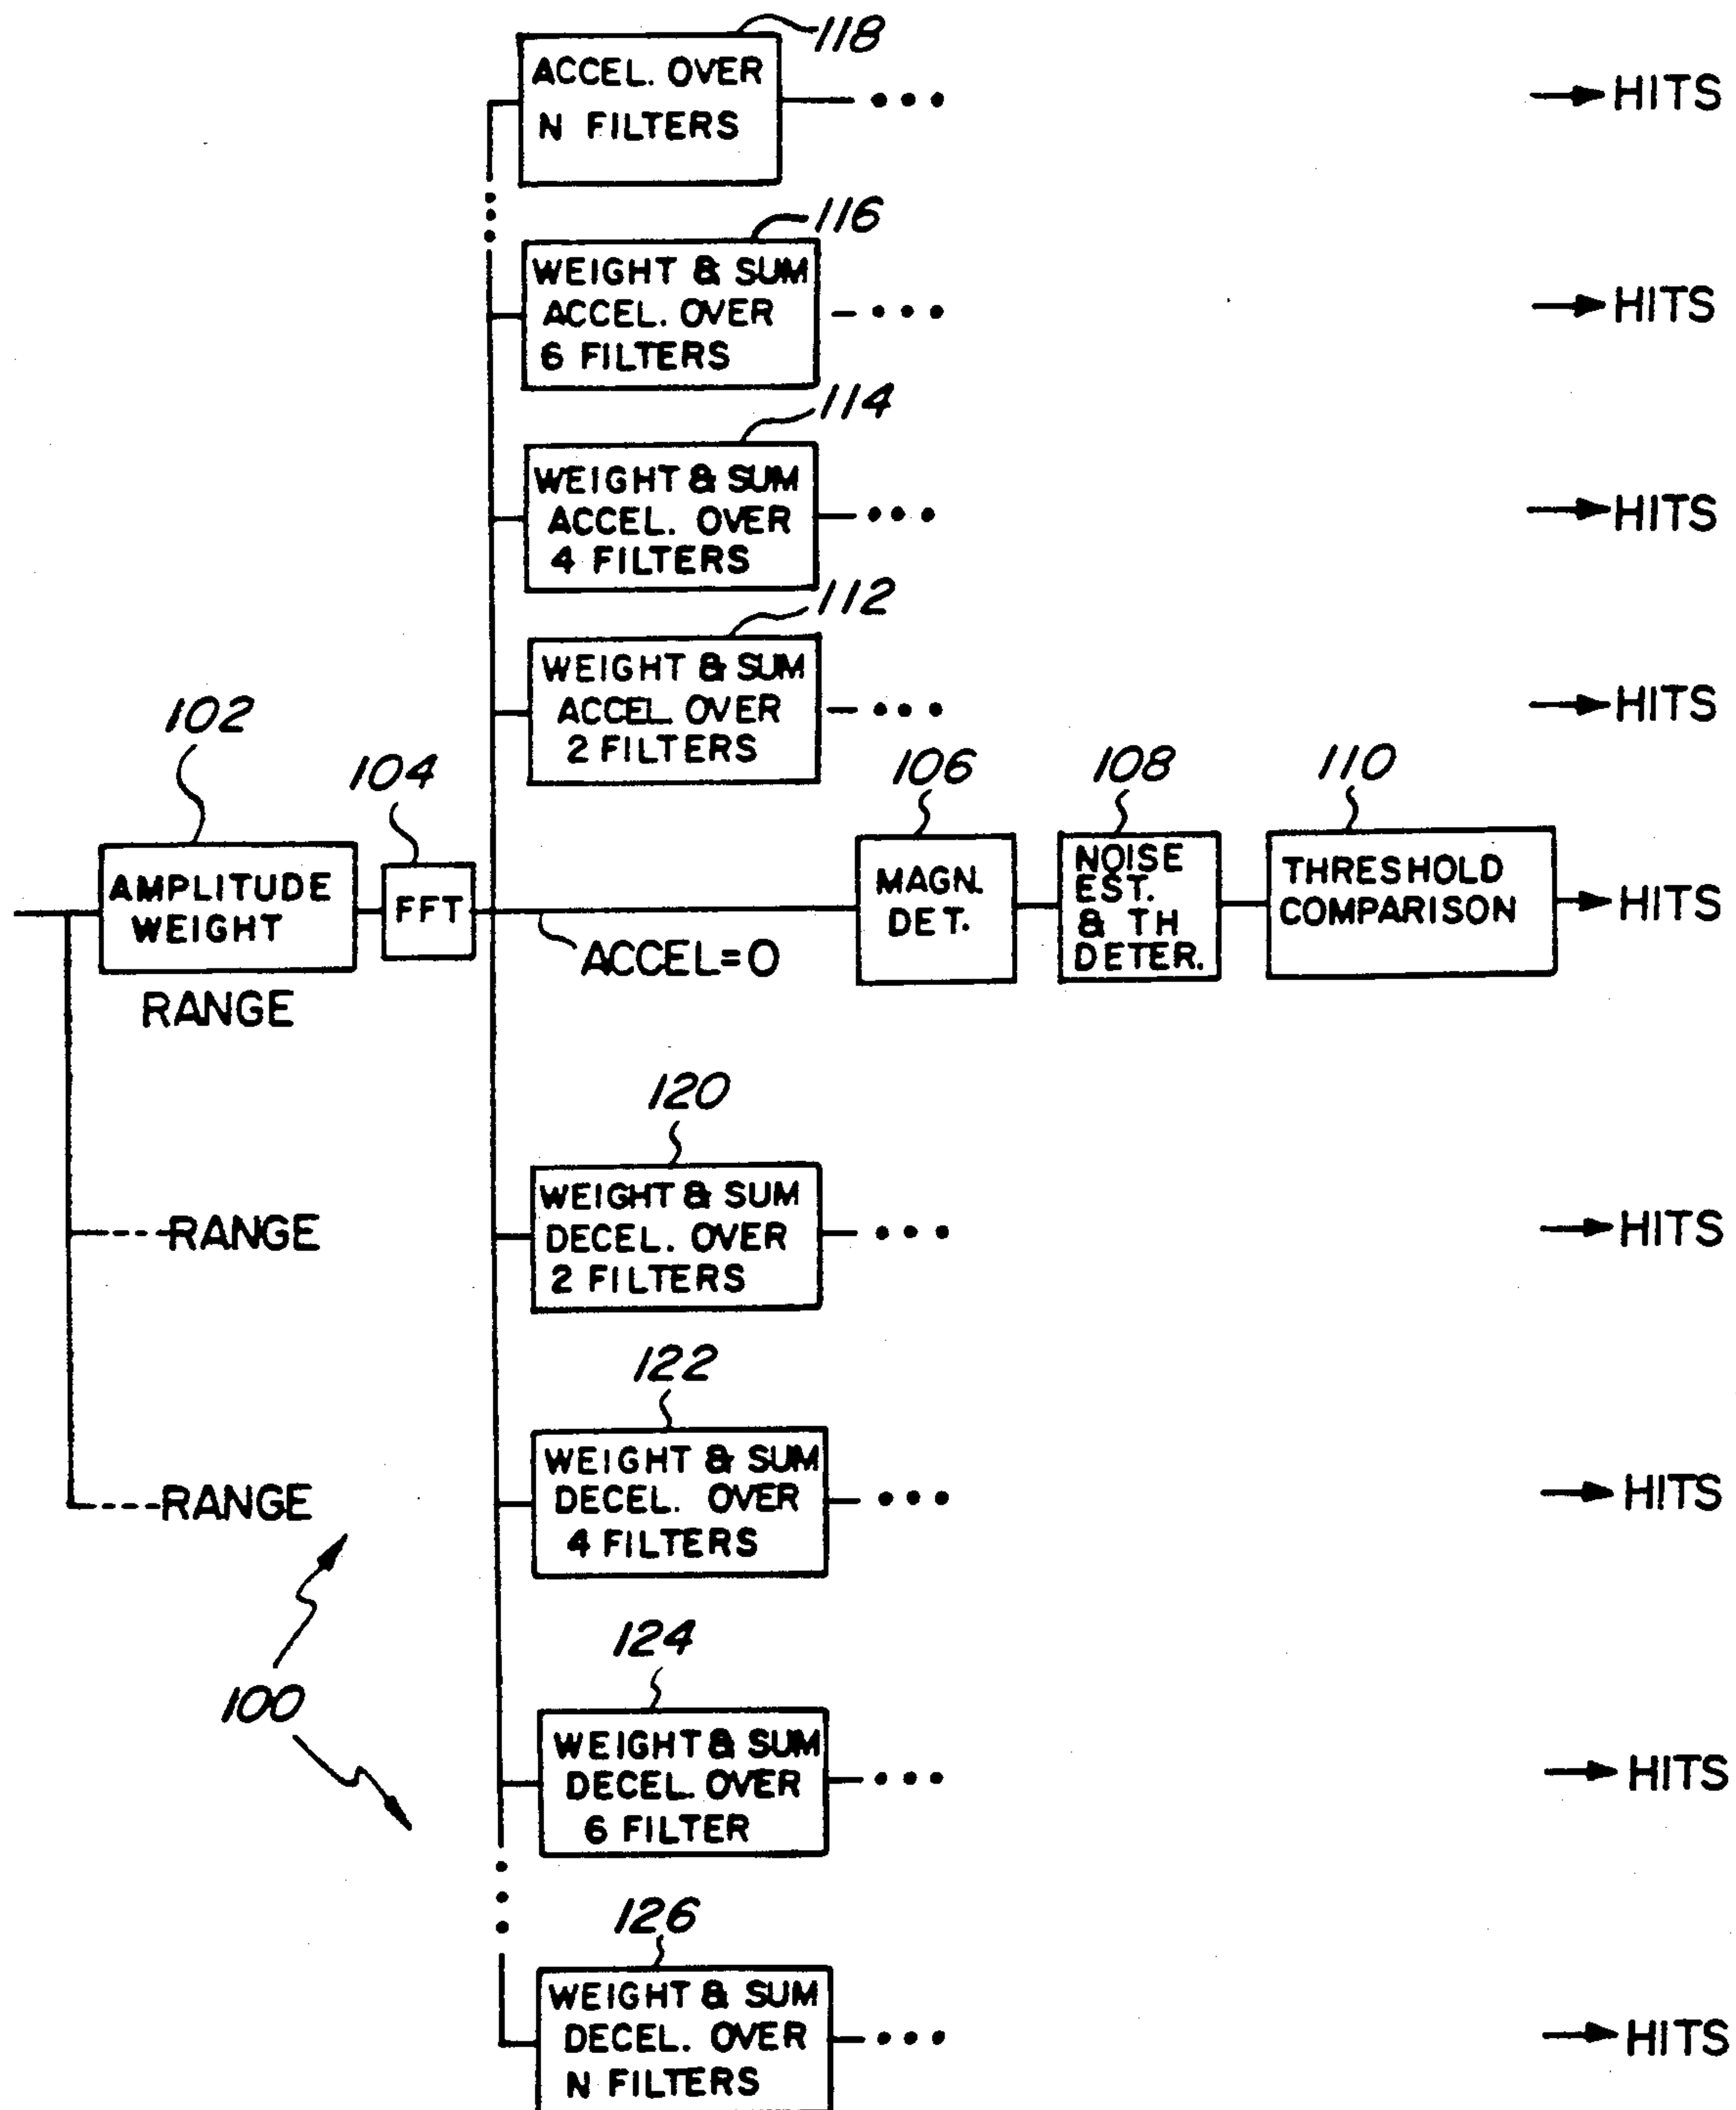 118
ACCEL. OVER
N FILTERS
HITS
116
WEIGHT & SUM
ACCEL. OVER
6 FILTERS
HITS
114
WEIGHT & SUM
ACCEL. OVER
4 FILTERS
HITS
112
WEIGHT & SUM
ACCEL. OVER
2 FILTERS
HITS
102
AMPLITUDE
WEIGHT
RANGE
104
FFT
ACCEL=0
106
MAGN.
DET.
108
NOISE
EST.
& TH
DETER.
110
THRESHOLD
COMPARISON
HITS
RANGE
120
WEIGHT & SUM
DECEL. OVER
2 FILTERS
HITS
RANGE
122
WEIGHT & SUM
DECEL. OVER
4 FILTERS
HITS
100
124
WEIGHT & SUM
DECEL. OVER
6 FILTER
HITS
126
WEIGHT & SUM
DECEL. OVER
N FILTERS
HITS